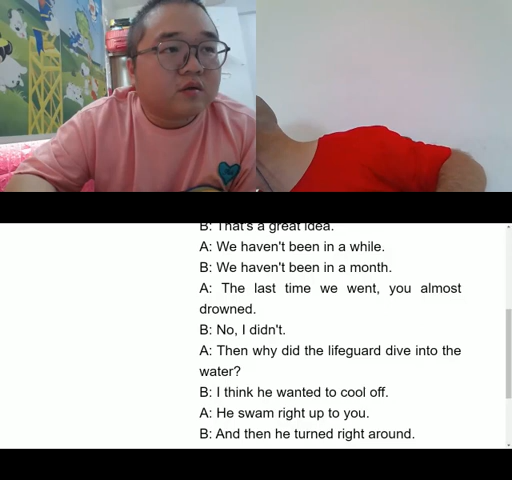 B: That's a great idea.
A: We haven't been in a while.
B: We haven't been in a month.
A: The last time we went, you almost
drowned.
B: No, I didn't.
A: Then why did the lifeguard dive into the
water?
B: I think he wanted to cool off.
A: He swam right up to you.
B: And then he turned right around.